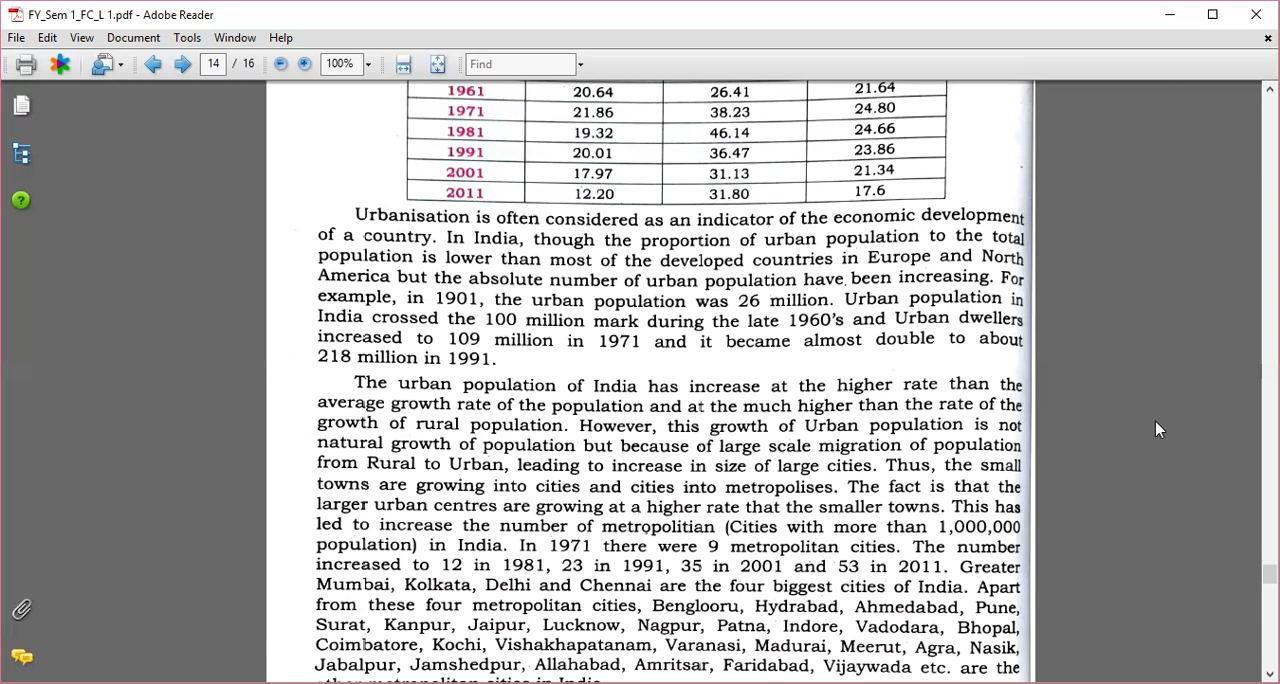 FY_Sem 1_FC_L 1.pdf - Adobe Reader
File Edit View Document Tools Window Help
14 / 16 100% Find
1961 20.64 26.41 21.64
1971 21.86 38.23 24.80
1981 19.32 46.14 24.66
1991 20.01 36.47 23.86
2001 17.97 31.13 21.34
2011 12.20 31.80 17.6
Urbanisation is often considered as an indicator of the economic development
of a country. In India, though the proportion of urban population to the total
population is lower than most of the developed countries in Europe and North
America but the absolute number of urban population have been increasing. For
example, in 1901, the urban population was 26 million. Urban population in
India crossed the 100 million mark during the late 1960's and Urban dwellers
increased to 109 million in 1971 and it became almost double to about
218 million in 1991.
The urban population of India has increase at the higher rate than the
average growth rate of the population and at the much higher than the rate of the
growth of rural population. However, this growth of Urban population is not
natural growth of population but because of large scale migration of population
from Rural to Urban, leading to increase in size of large cities. Thus, the small
towns are growing into cities and cities into metropolises. The fact is that the
larger urban centres are growing at a higher rate that the smaller towns. This has
led to increase the number of metropolitian (Cities with more than 1,000,000
population) in India. In 1971 there were 9 metropolitan cities. The number
increased to 12 in 1981, 23 in 1991, 35 in 2001 and 53 in 2011. Greater
Mumbai, Kolkata, Delhi and Chennai are the four biggest cities of India. Apart
from these four metropolitan cities, Benglooru, Hydrabad, Ahmedabad, Pune,
Surat, Kanpur, Jaipur, Lucknow, Nagpur, Patna, Indore, Vadodara, Bhopal,
Coimbatore, Kochi, Vishakhapatanam, Varanasi, Madurai, Meerut, Agra, Nasik,
Jabalpur, Jamshedpur, Allahabad, Amritsar, Faridabad, Vijaywada etc. are the
other metropolitan cities in India